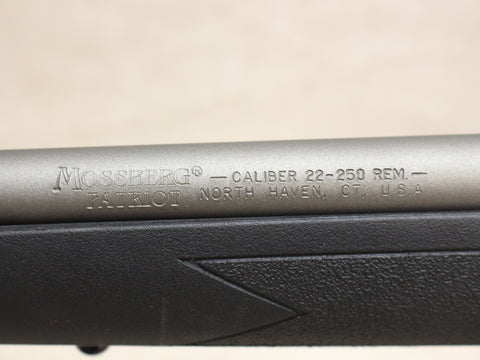 MOSSBERG® — CALIBER 22-250 REM. —
PATRIOT NORTH HAVEN, CT. U.S.A